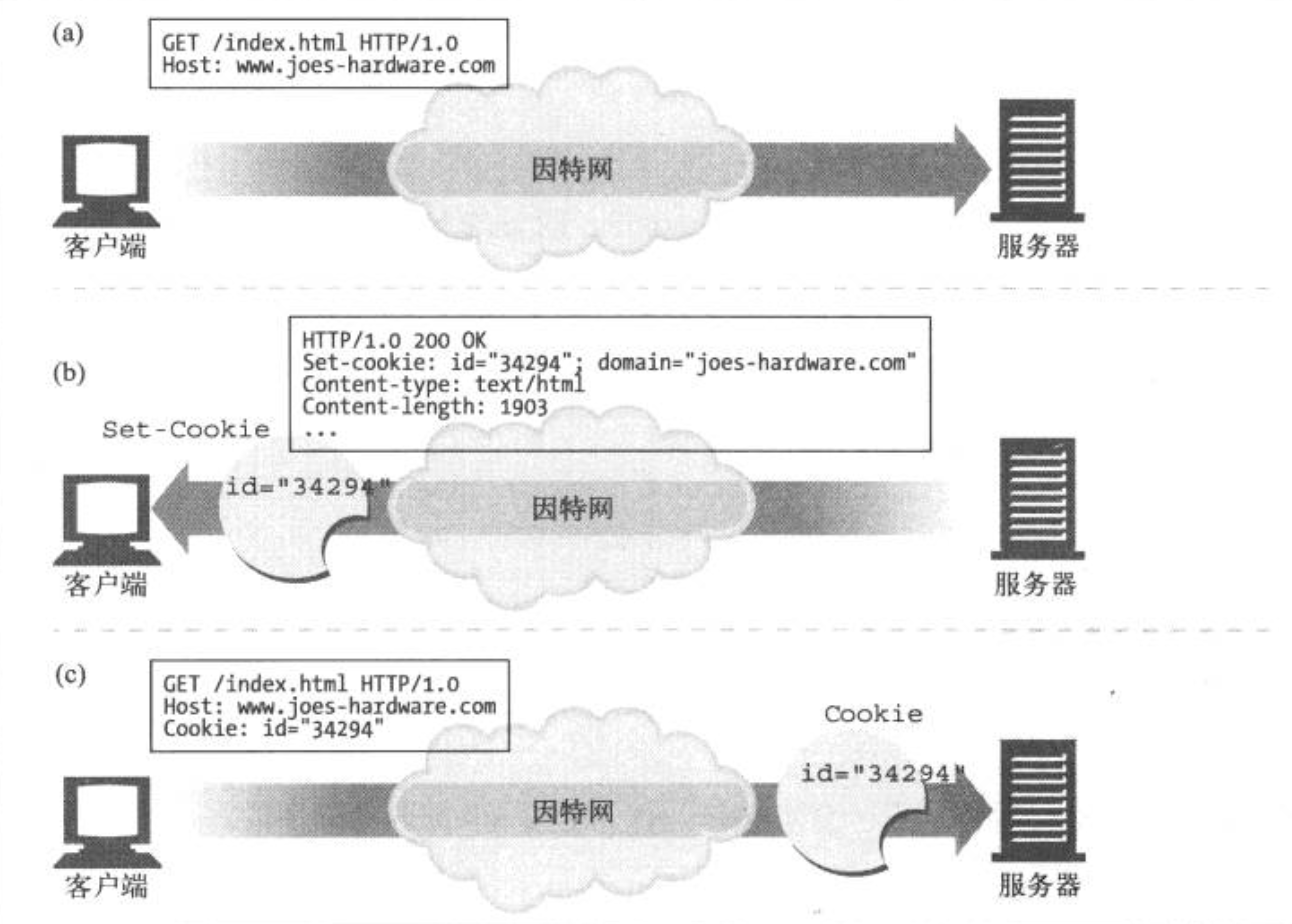 (a)
GET /index.html HTTP/1.0
Host: www.joes-hardware.com
因特网
客户端
服务器
(b)
HTTP/1.0 200 OK
Set-cookie: id="34294"; domain="joes-hardware.com"
Content-type: text/html
Content-length: 1903
...
Set-Cookie
id="34294"
因特网
客户端
服务器
(c)
GET /index.html HTTP/1.0
Host: www.joes-hardware.com
Cookie: id="34294"
Cookie
id="34294"
因特网
客户端
服务器